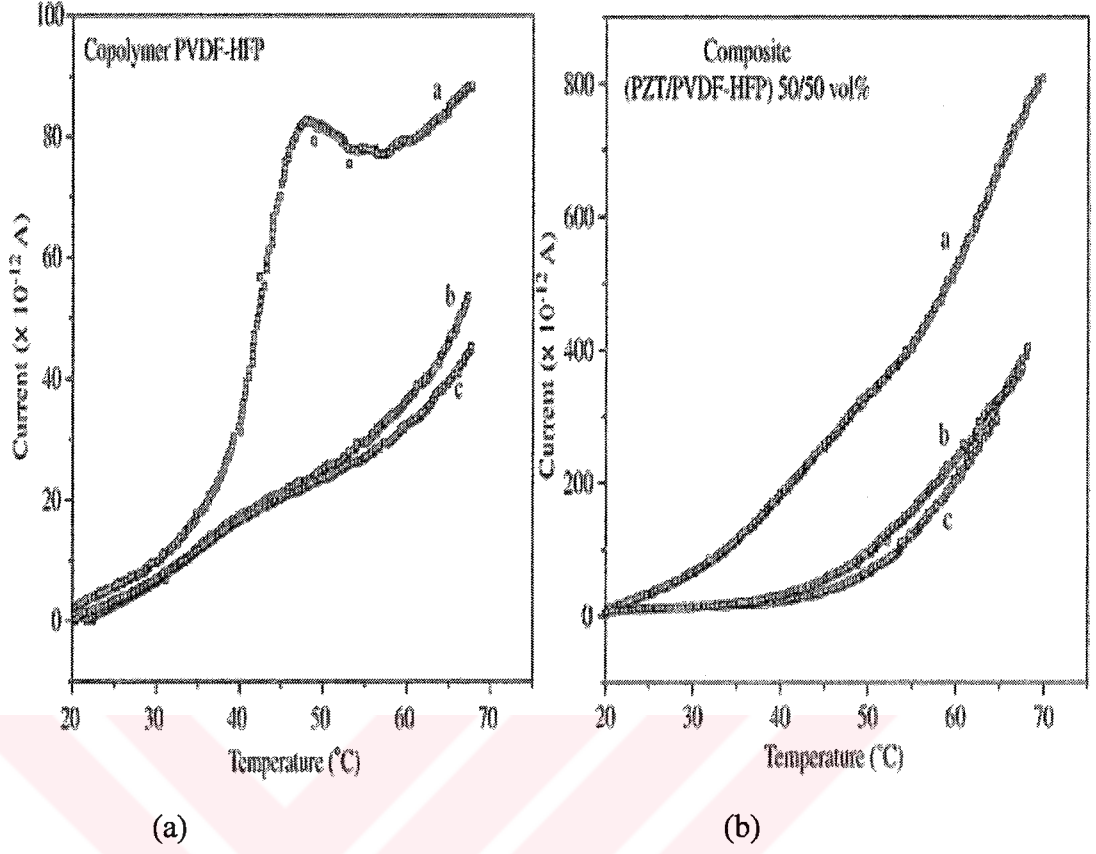 100
80
60
40
20
0
Current (x 10⁻¹² A)
Copolymer PVDF-HFP
a
b
c
20 30 40 50 60 70
Temperature (°C)
(a)
800
600
400
200
0
Current (x 10⁻¹² A)
Composite
(PZT/PVDF-HFP) 50/50 vol%
a
b
c
20 30 40 50 60 70
Temperature (°C)
(b)